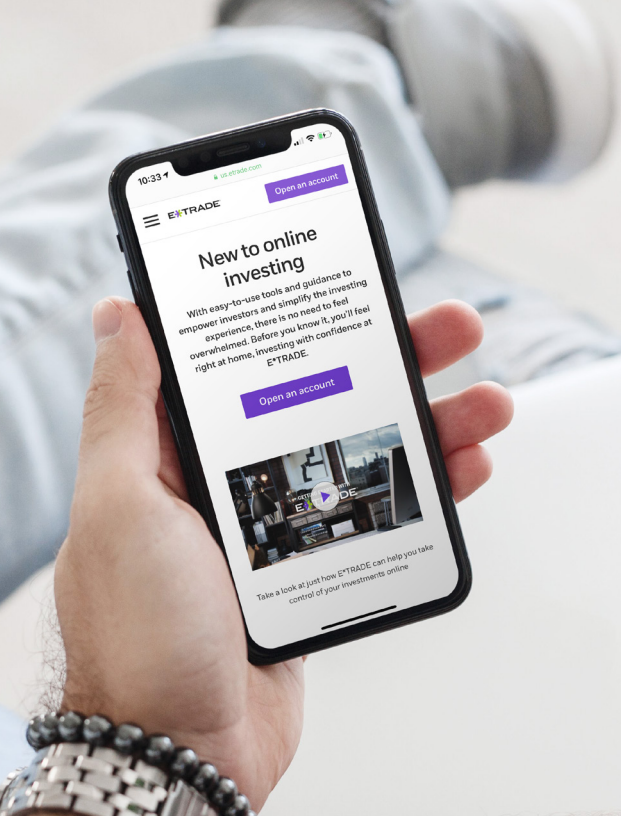 10:33
us.etrade.com
E*TRADE
Open an account
New to online
investing
With easy-to-use tools and guidance to
empower investors and simplify the investing
experience, there is no need to feel
overwhelmed. Before you know it, you'll feel
right at home, investing with confidence at
E*TRADE.
Open an account
WITH
E*TRADE
Take a look at just how E*TRADE can help you take
control of your investments online